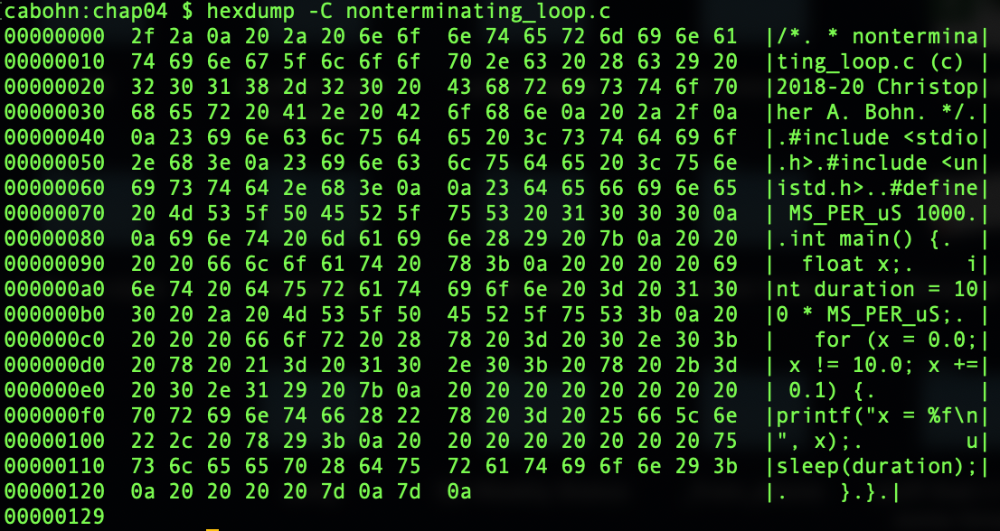 cabohn:chap04 $ hexdump -C nonterminating_loop.c
00000000  2f 2a 0a 20 2a 20 6e 6f  6e 74 65 72 6d 69 6e 61  |/*. * nontermina|
00000010  74 69 6e 67 5f 6c 6f 6f  70 2e 63 20 28 63 29 20  |ting_loop.c (c) |
00000020  32 30 31 38 2d 32 30 20  43 68 72 69 73 74 6f 70  |2018-20 Christop|
00000030  68 65 72 20 41 2e 20 42  6f 68 6e 0a 20 2a 2f 0a  |her A. Bohn. */.|
00000040  0a 23 69 6e 63 6c 75 64  65 20 3c 73 74 64 69 6f  |.#include <stdio|
00000050  2e 68 3e 0a 23 69 6e 63  6c 75 64 65 20 3c 75 6e  |.h>.#include <un|
00000060  69 73 74 64 2e 68 3e 0a  0a 23 64 65 66 69 6e 65  |istd.h>..#define|
00000070  20 4d 53 5f 50 45 52 5f  75 53 20 31 30 30 30 0a  | MS_PER_uS 1000.|
00000080  0a 69 6e 74 20 6d 61 69  6e 28 29 20 7b 0a 20 20  |.int main() {.  |
00000090  20 20 66 6c 6f 61 74 20  78 3b 0a 20 20 20 20 69  |  float x;.    i|
000000a0  6e 74 20 64 75 72 61 74  69 6f 6e 20 3d 20 31 30  |nt duration = 10|
000000b0  30 20 2a 20 4d 53 5f 50  45 52 5f 75 53 3b 0a 20  |0 * MS_PER_uS;. |
000000c0  20 20 20 66 6f 72 20 28  78 20 3d 20 30 2e 30 3b  |   for (x = 0.0;|
000000d0  20 78 20 21 3d 20 31 30  2e 30 3b 20 78 20 2b 3d  | x != 10.0; x +=|
000000e0  20 30 2e 31 29 20 7b 0a  20 20 20 20 20 20 20 20  | 0.1) {.        |
000000f0  70 72 69 6e 74 66 28 22  78 20 3d 20 25 66 5c 6e  |printf("x = %f\n|
00000100  22 2c 20 78 29 3b 0a 20  20 20 20 20 20 20 20 75  |", x);.        u|
00000110  73 6c 65 65 70 28 64 75  72 61 74 69 6f 6e 29 3b  |sleep(duration);|
00000120  0a 20 20 20 20 7d 0a 7d  0a                       |.    }.}.|
00000129